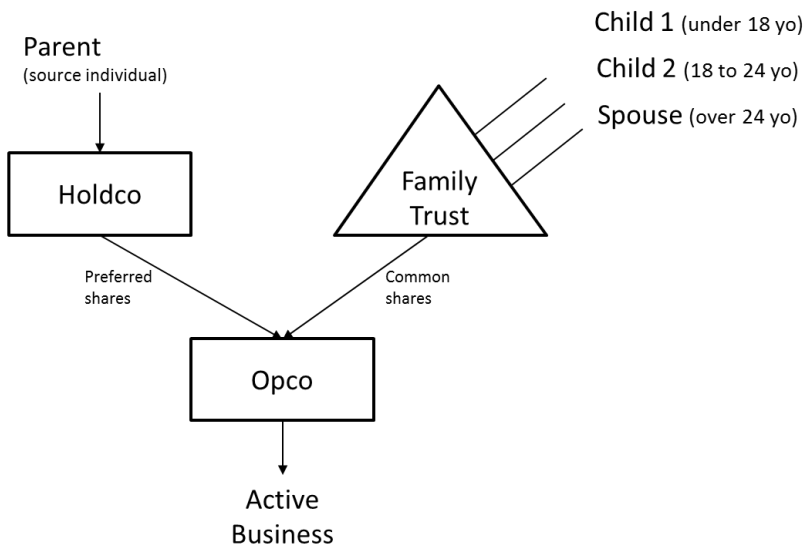 Child 1 (under 18 yo)
Parent
(source individual)
Child 2 (18 to 24 yo)
Spouse (over 24 yo)
Holdco
Family
Trust
Preferred
shares
Common
shares
Opco
Active
Business